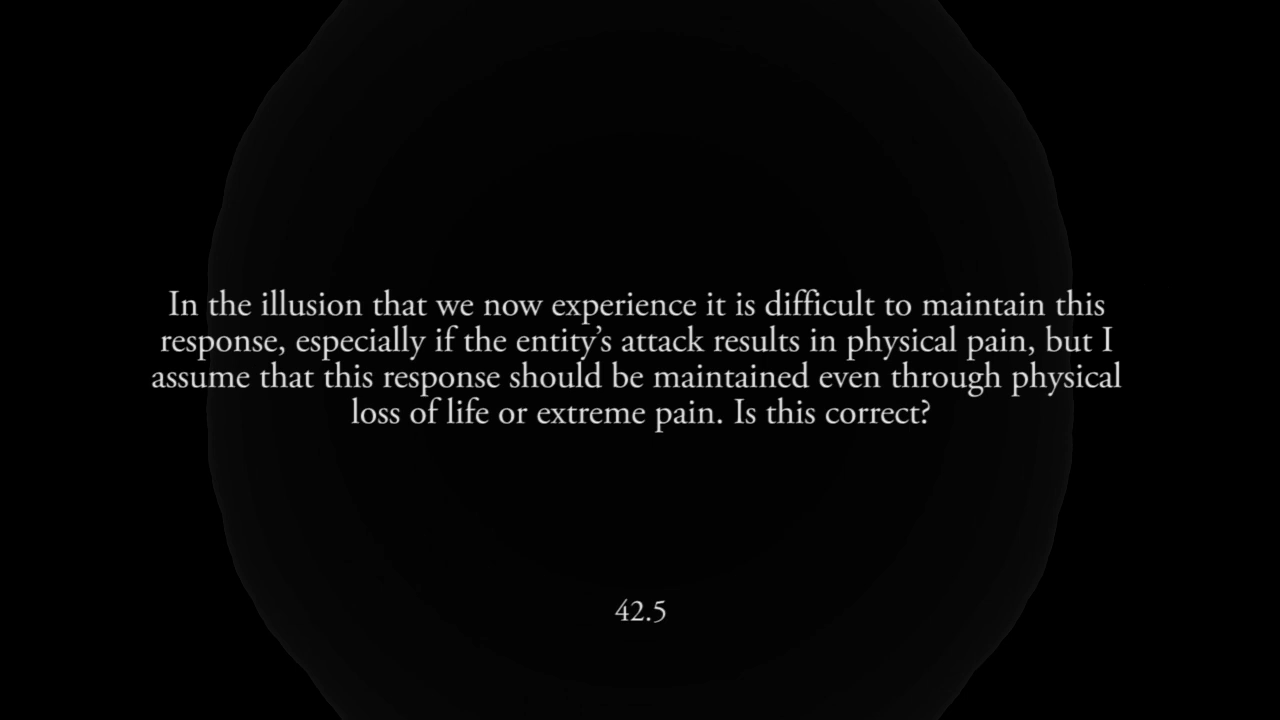 In the illusion that we now experience it is difficult to maintain this
response, especially if the entity’s attack results in physical pain, but I
assume that this response should be maintained even through physical
loss of life or extreme pain. Is this correct?
42.5